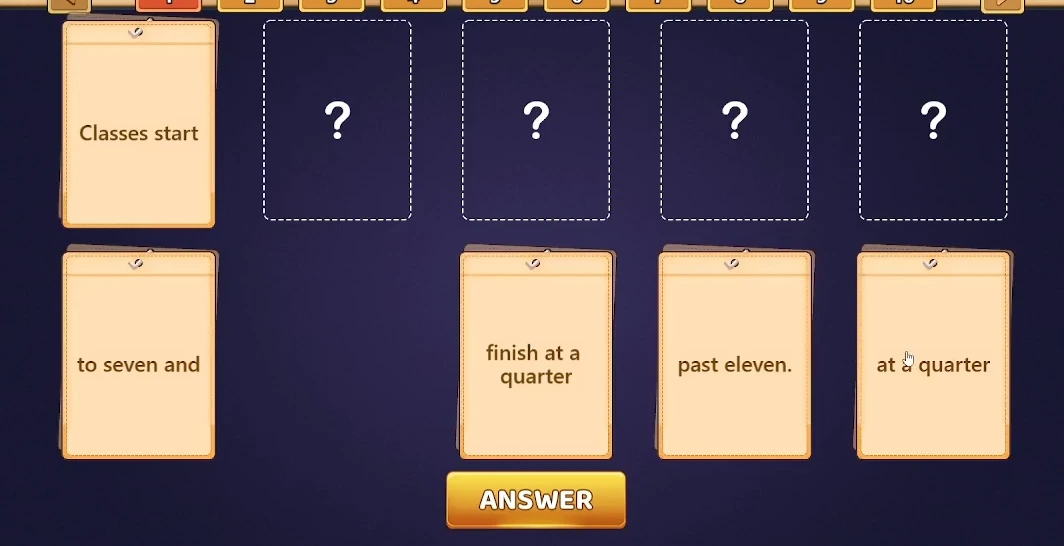 Classes start
?
?
?
?
to seven and
finish at a
quarter
past eleven.
at a quarter
ANSWER